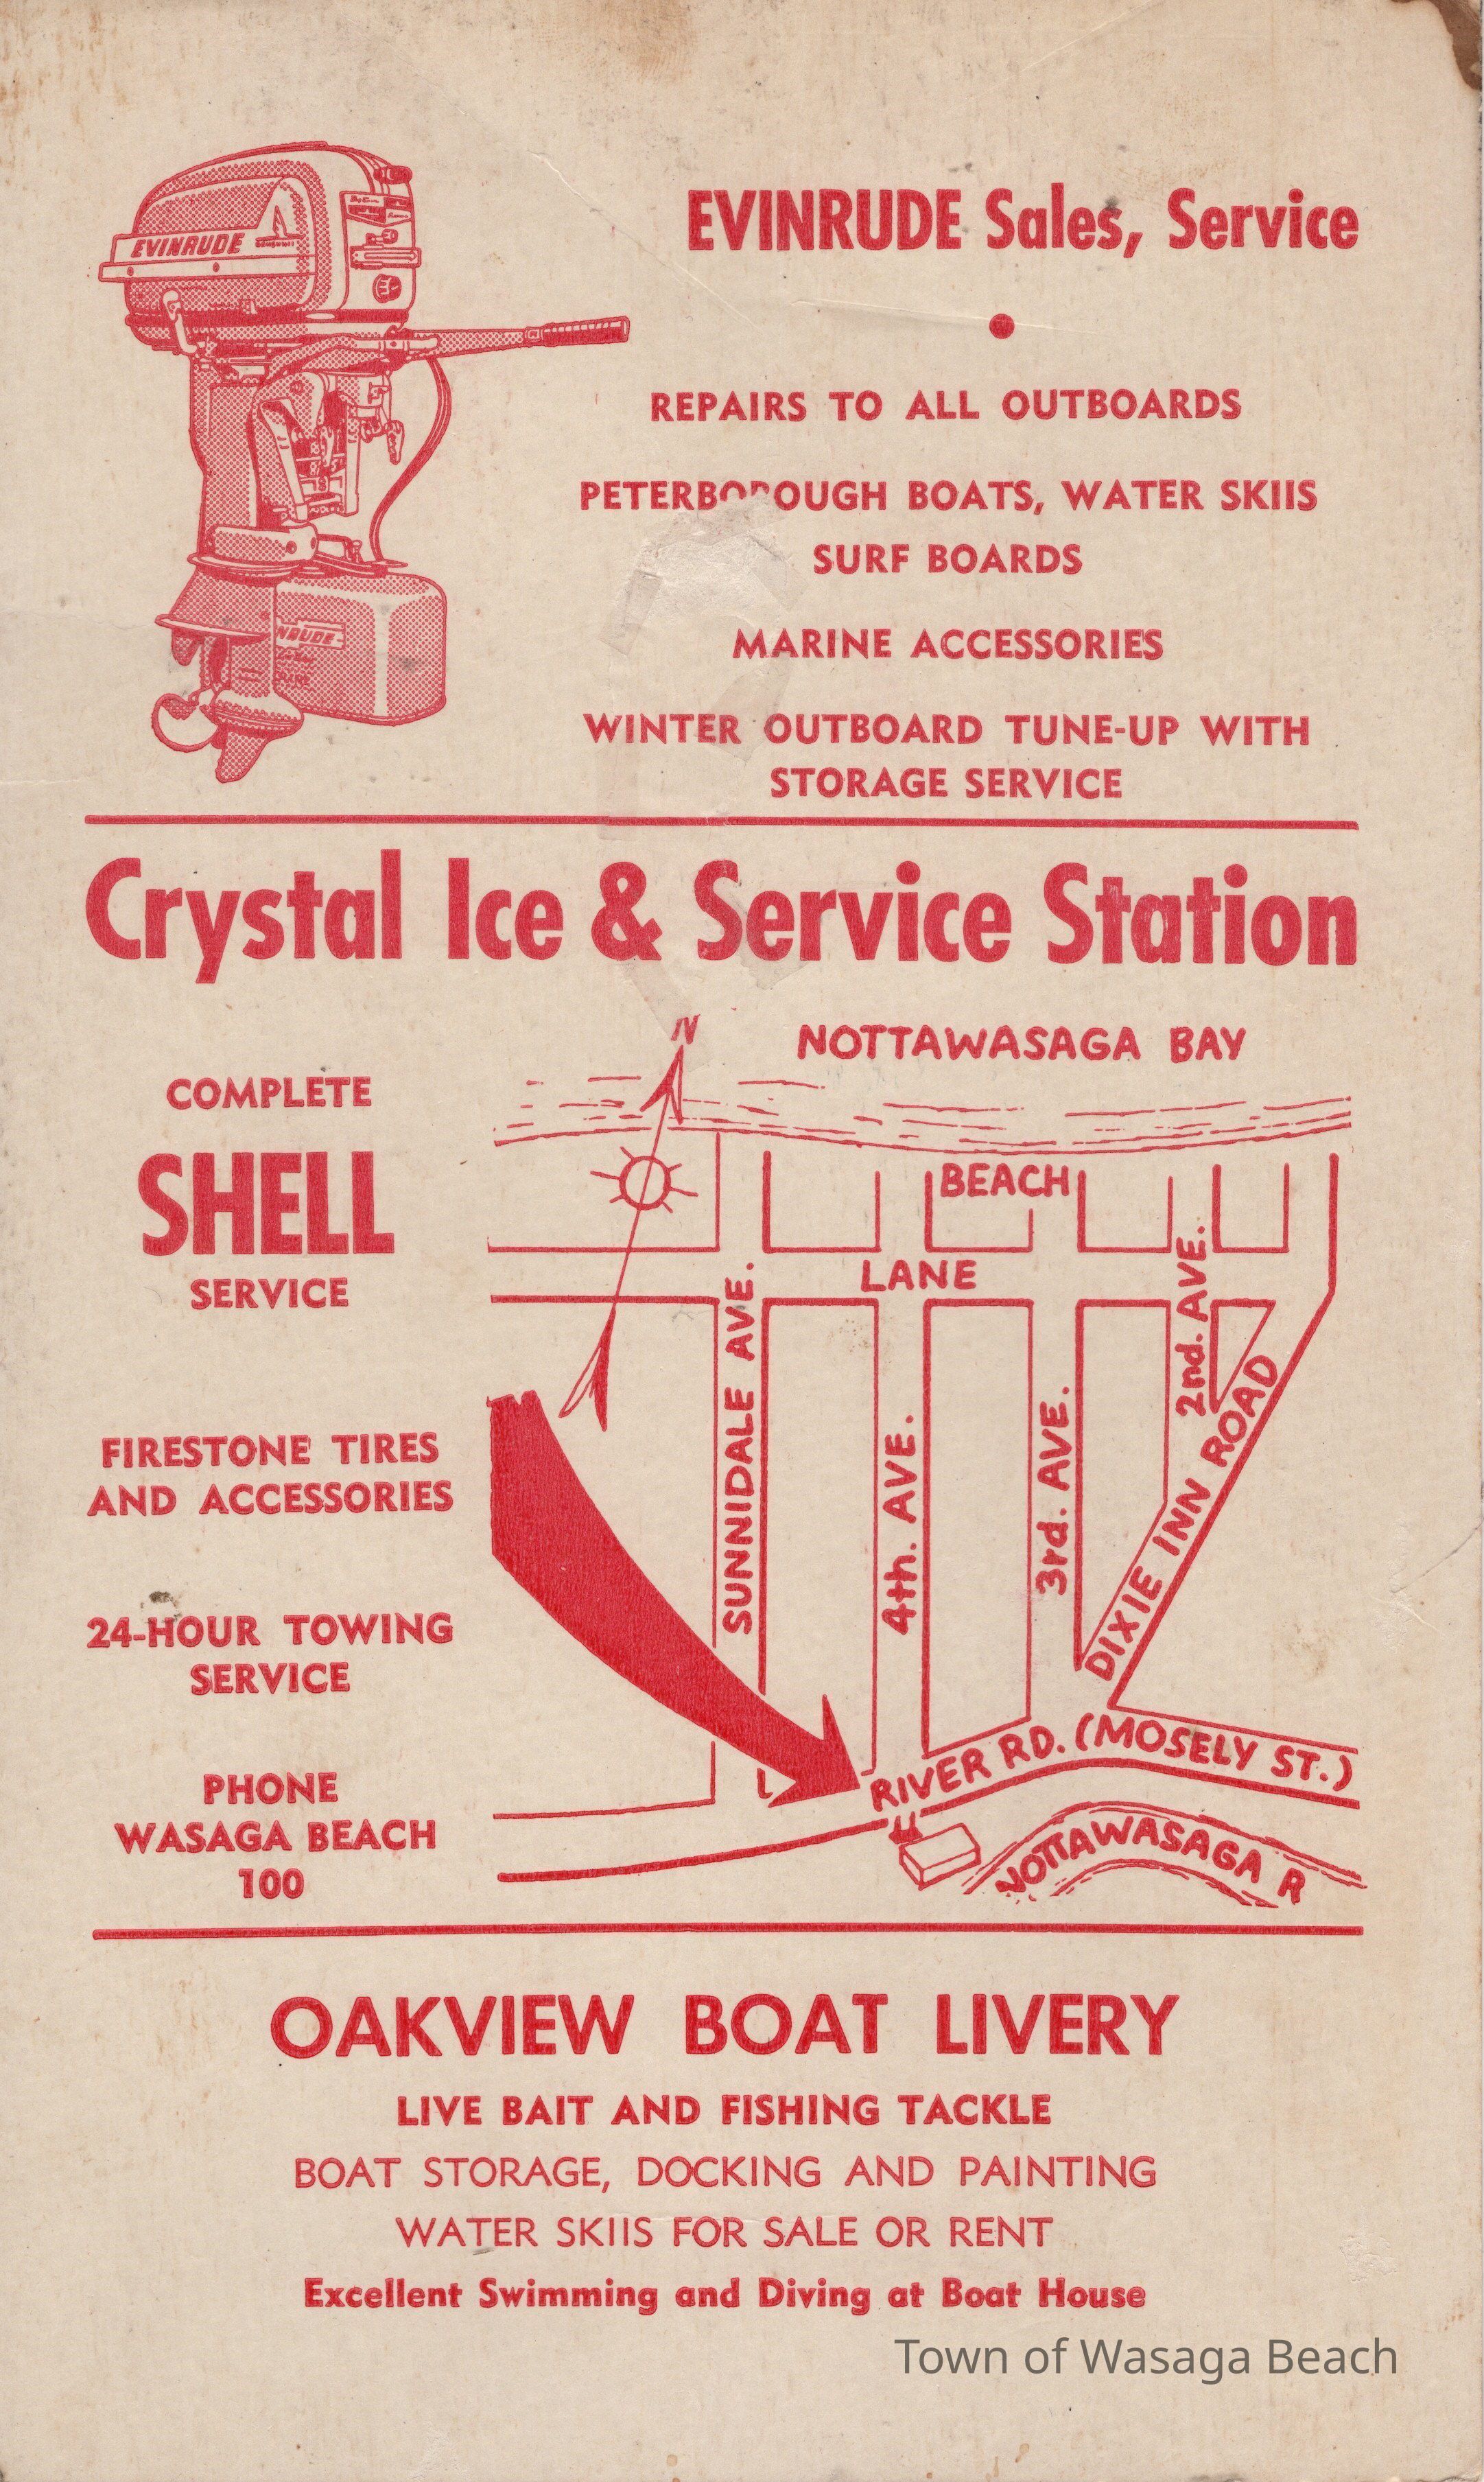 EVINRUDE
EVINRUDE Sales, Service
REPAIRS TO ALL OUTBOARDS
PETERBOROUGH BOATS, WATER SKIIS
SURF BOARDS
MARINE ACCESSORIES
WINTER OUTBOARD TUNE-UP WITH
STORAGE SERVICE
NRUDE
Crystal Ice & Service Station
COMPLETE
SHELL
SERVICE
FIRESTONE TIRES
AND ACCESSORIES
24-HOUR TOWING
SERVICE
PHONE
WASAGA BEACH
100
N
NOTTAWASAGA BAY
BEACH
LANE
SUNNIDALE AVE.
4th. AVE.
3rd. AVE.
2nd. AVE.
DIXIE INN ROAD
RIVER RD. (MOSELY ST.)
NOTTAWASAGA R
OAKVIEW BOAT LIVERY
LIVE BAIT AND FISHING TACKLE
BOAT STORAGE, DOCKING AND PAINTING
WATER SKIIS FOR SALE OR RENT
Excellent Swimming and Diving at Boat House
Town of Wasaga Beach